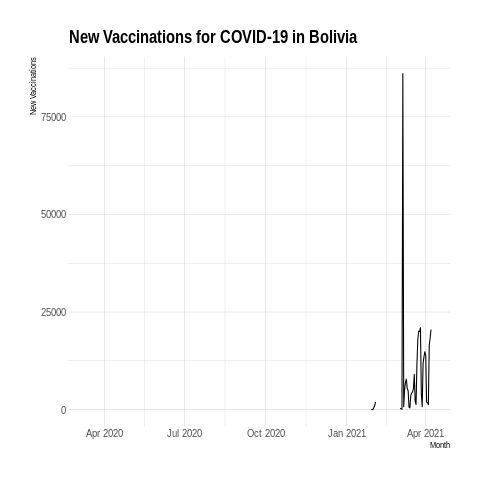 New Vaccinations for COVID-19 in Bolivia
New Vaccinations
75000
50000
25000
0
Apr 2020 Jul 2020 Oct 2020 Jan 2021 Apr 2021
Month